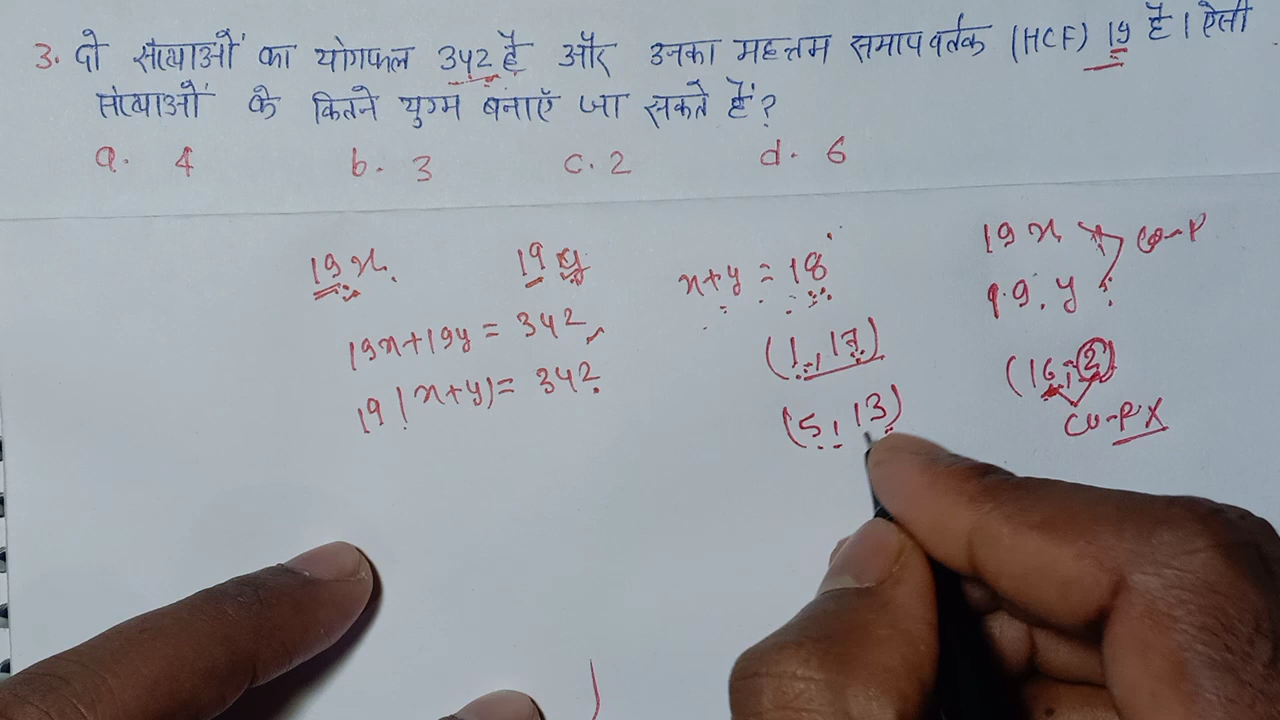 3. दो संख्याओं का योगफल 342 है और उनका महत्तम समापवर्तक (HCF) 19 है। ऐसी
संख्याओं के कितने युग्म बनाएँ जा सकते हैं?
a. 4 b. 3 c. 2 d. 6
19x. 19y
19x+19y = 342
19(x+y) = 342
x+y = 18
(1,17)
(5,13)
19x co-P
19.y
(16,2)
co-P X